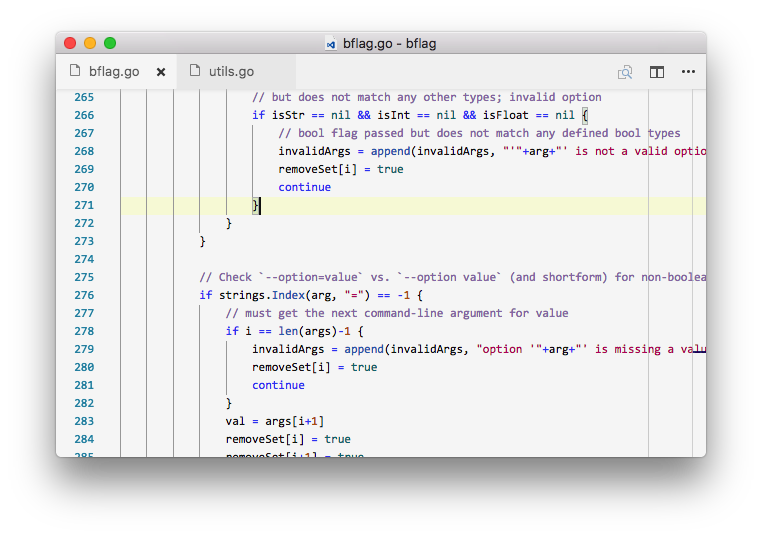 bflag.go - bflag
bflag.go
utils.go
265 // but does not match any other types; invalid option
266 if isStr == nil && isInt == nil && isFloat == nil {
267 // bool flag passed but does not match any defined bool types
268 invalidArgs = append(invalidArgs, "'"+arg+"' is not a valid optio
269 removeSet[i] = true
270 continue
271 }
272 }
273 }
274
275 // Check `--option=value` vs. `--option value` (and shortform) for non-boolea
276 if strings.Index(arg, "=") == -1 {
277 // must get the next command-line argument for value
278 if i == len(args)-1 {
279 invalidArgs = append(invalidArgs, "option '"+arg+"' is missing a valu
280 removeSet[i] = true
281 continue
282 }
283 val = args[i+1]
284 removeSet[i] = true
285 removeSet[i+1] = true